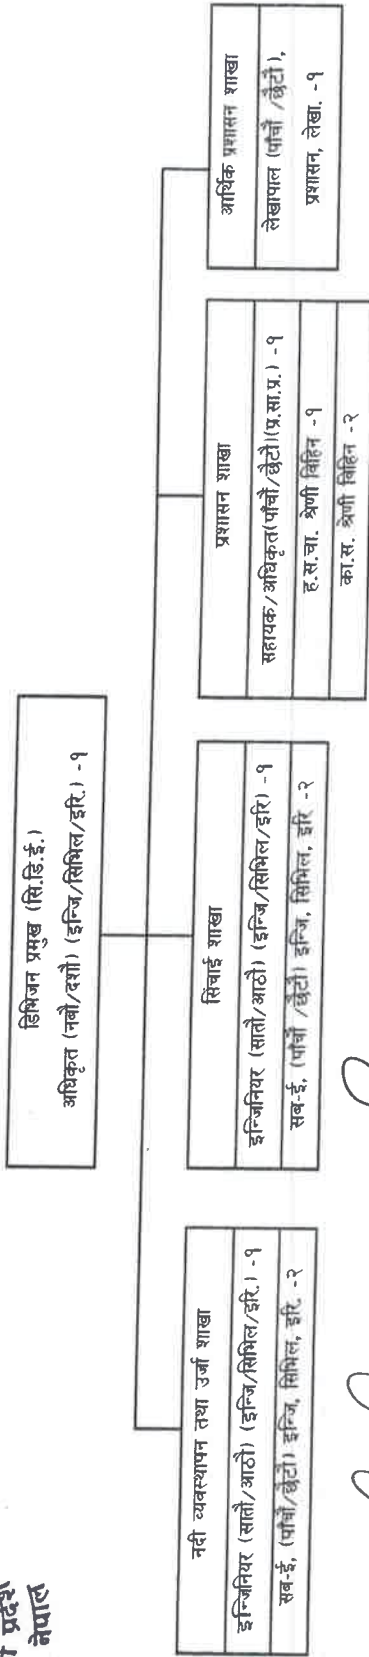 प्रदेश
नेपाल
डिभिजन प्रमुख (सि.डि.ई.)
अधिकृत (नवौ/दशौ) (इन्जि/सिभिल/इरि.) -१
नदी व्यवस्थापन तथा उर्जा शाखा
इन्जिनियर (सातौ/आठौ) (इन्जि/सिभिल/इरि.) -१
सब-ई, (पाँचौ/छैटौ) इन्जि, सिभिल, इरि. -२
सिंचाई शाखा
इन्जिनियर (सातौ/आठौ) (इन्जि/सिभिल/इरि) -१
सब-ई, (पाँचौ /छैटौ) इन्जि, सिभिल, इरि -२
प्रशासन शाखा
सहायक/अधिकृत(पाँचौ/छैटौ)(प्र.सा.प्र.) -१
ह.स.चा. श्रेणी विहिन -१
का.स. श्रेणी विहिन -२
आर्थिक प्रशासन शाखा
लेखापाल (पाँचौ /छैटौ),
प्रशासन, लेखा. -१